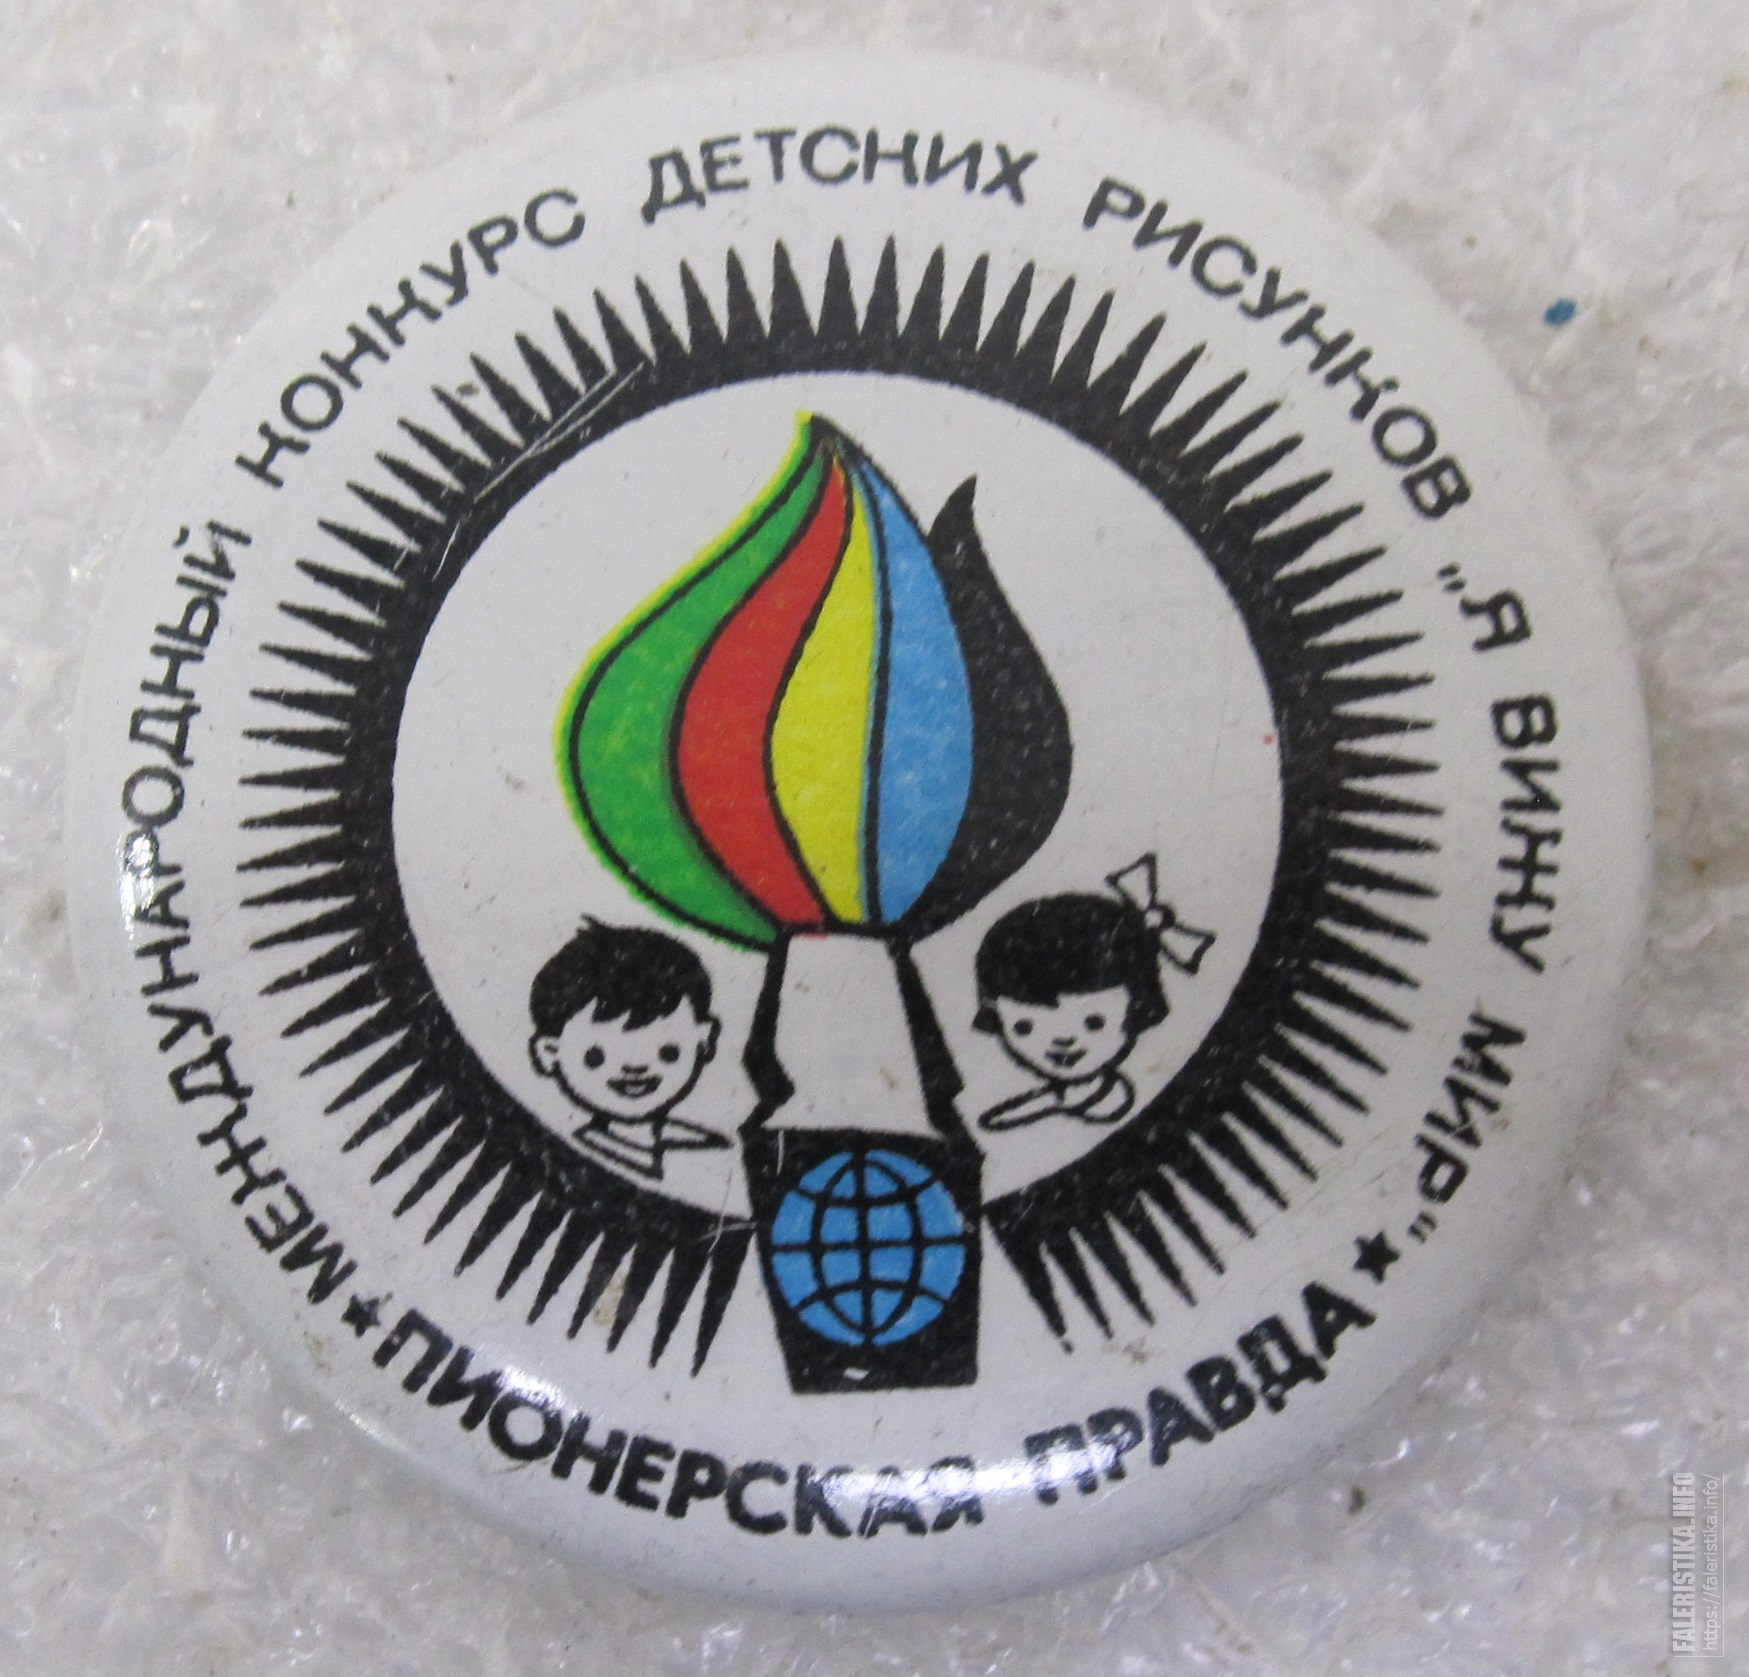 МЕЖДУНАРОДНЫЙ КОНКУРС ДЕТСКИХ РИСУНКОВ „Я ВИЖУ МИР”
★ ПИОНЕРСКАЯ ПРАВДА ★
FALERISTIKA.INFO
https://faleristika.info/